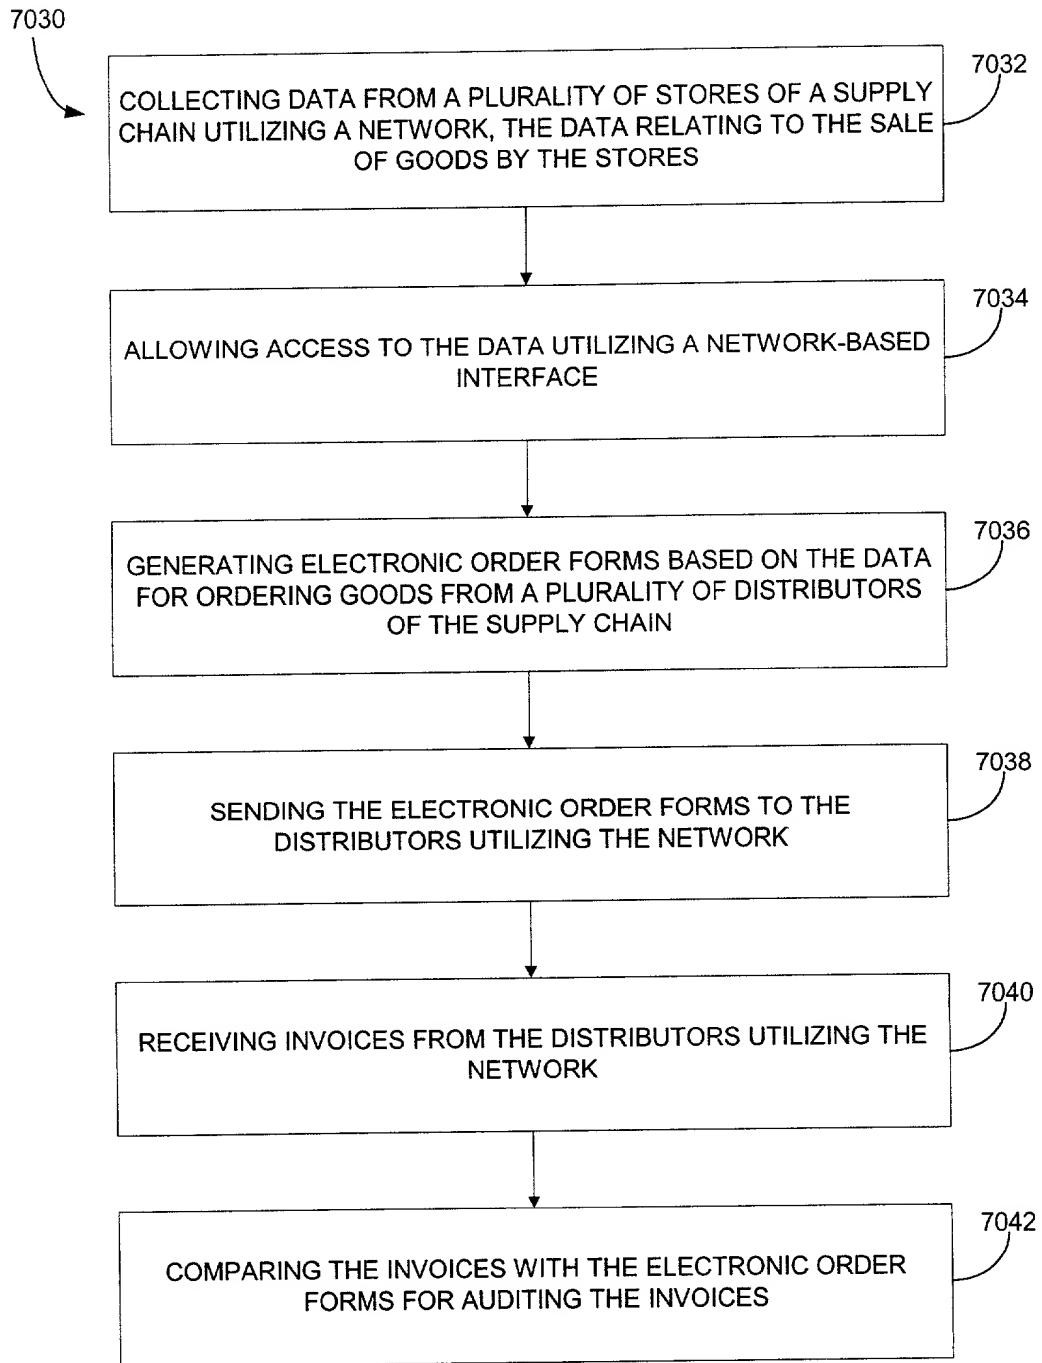 7030
7032
COLLECTING DATA FROM A PLURALITY OF STORES OF A SUPPLY
CHAIN UTILIZING A NETWORK, THE DATA RELATING TO THE SALE
OF GOODS BY THE STORES
7034
ALLOWING ACCESS TO THE DATA UTILIZING A NETWORK-BASED
INTERFACE
7036
GENERATING ELECTRONIC ORDER FORMS BASED ON THE DATA
FOR ORDERING GOODS FROM A PLURALITY OF DISTRIBUTORS
OF THE SUPPLY CHAIN
7038
SENDING THE ELECTRONIC ORDER FORMS TO THE
DISTRIBUTORS UTILIZING THE NETWORK
7040
RECEIVING INVOICES FROM THE DISTRIBUTORS UTILIZING THE
NETWORK
7042
COMPARING THE INVOICES WITH THE ELECTRONIC ORDER
FORMS FOR AUDITING THE INVOICES